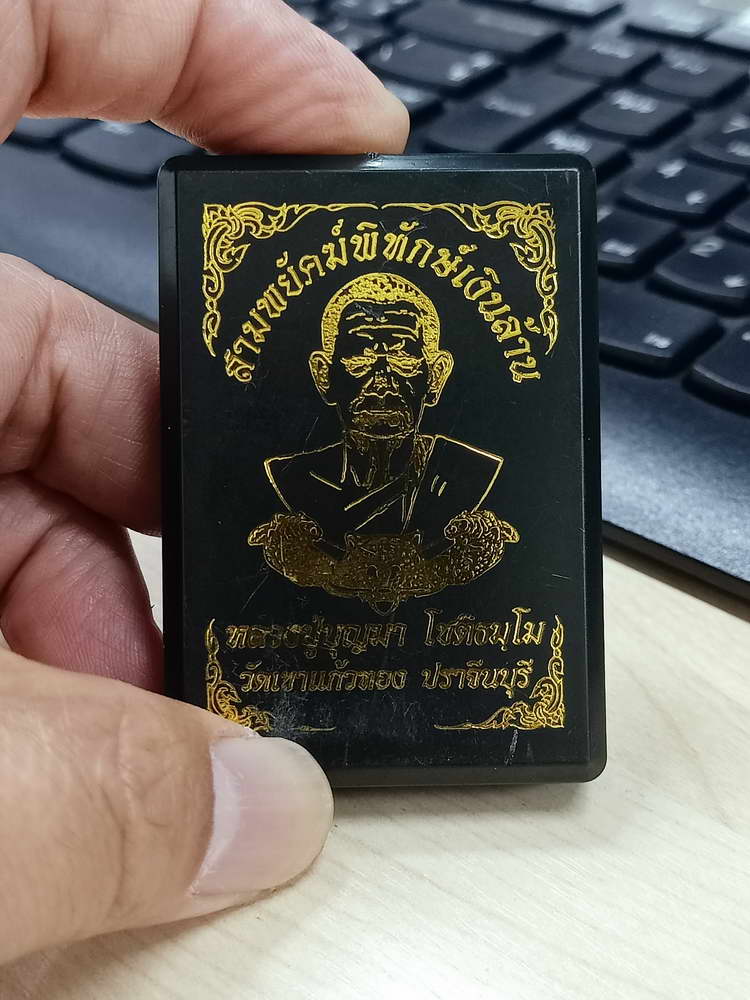 สามพยัคฆ์พิทักษ์เงินล้าน
หลวงปู่บุญมา โชติธมฺโม
วัดเขาแก้วทอง ปราจีนบุรี